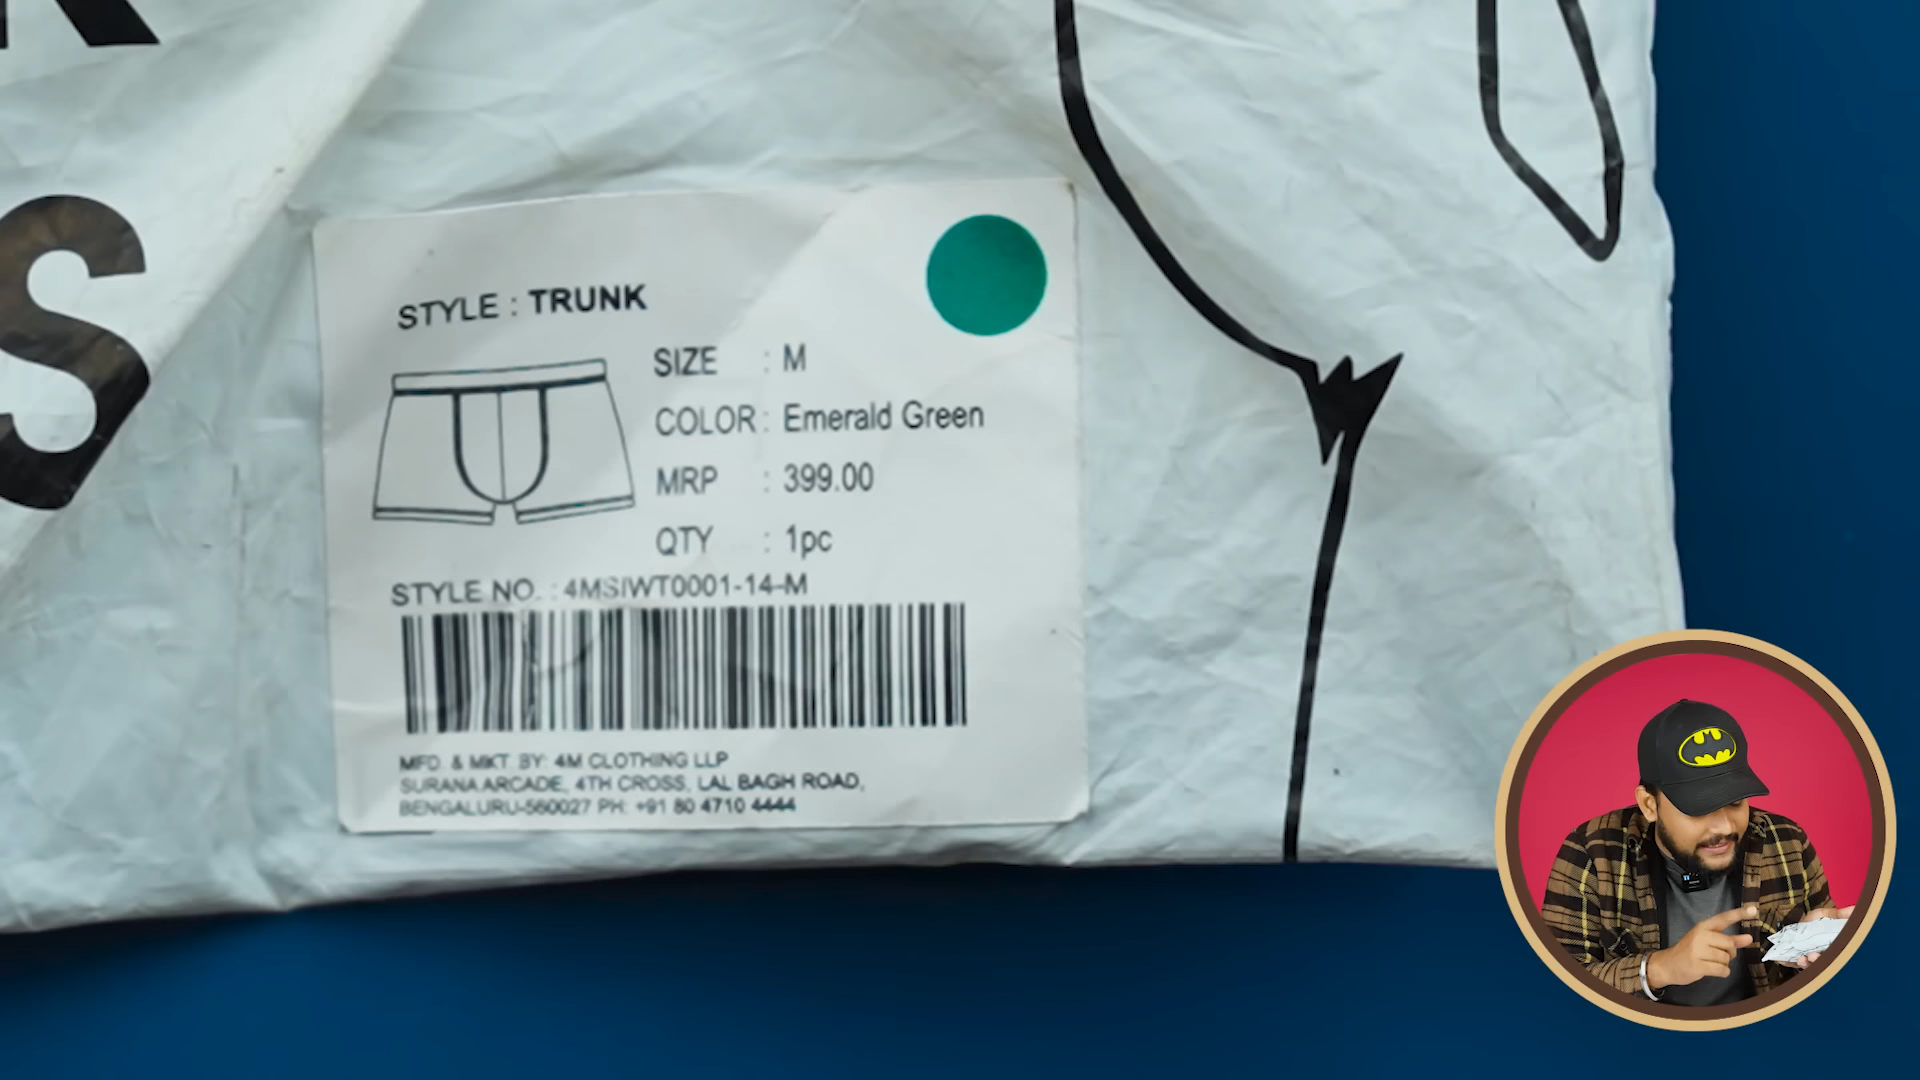 S
STYLE : TRUNK
SIZE : M
COLOR : Emerald Green
MRP : 399.00
QTY : 1pc
STYLE NO. : 4MSIWT0001-14-M
MFD. & MKT. BY: 4M CLOTHING LLP
SURANA ARCADE, 4TH CROSS, LAL BAGH ROAD,
BENGALURU-560027 PH: +91 80 4710 4444